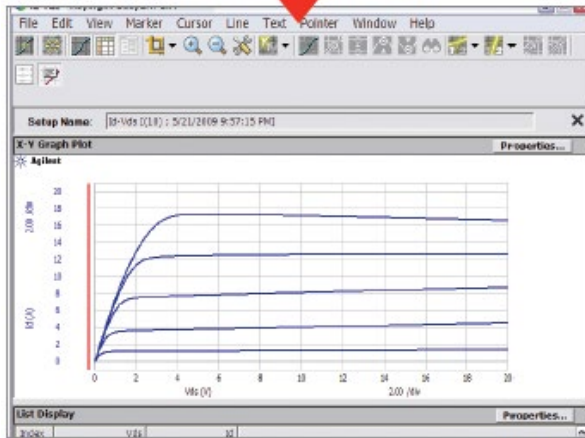 File Edit View Marker Cursor Line Text Pointer Window Help
Setup Name: Id-Vds I(10) : 5/21/2009 9:57:15 PM]
X-Y Graph Plot Properties...
Agilent
20
18
16
14
12
10
8
6
4
2
0
2.00 /div
Id (A)
0 2 4 6 8 10 12 14 16 18 20
Vds (V) 2.00 /div
List Display Properties...
Index Vds Id